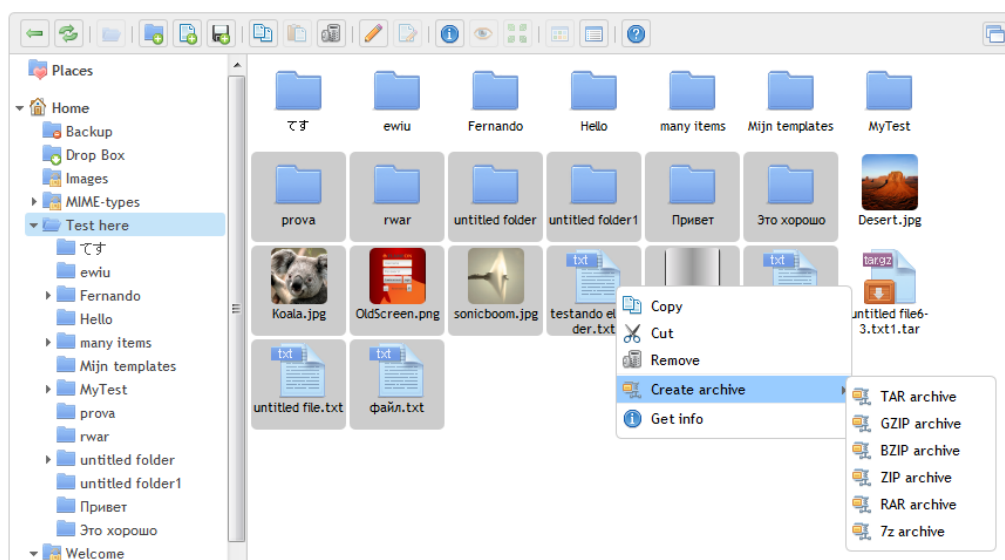 Places
Home
Backup
Drop Box
Images
MIME-types
Test here
てす
ewiu
Fernando
Hello
many items
Mijn templates
MyTest
prova
rwar
untitled folder
untitled folder1
Привет
Это хорошо
Welcome
てす
ewiu
Fernando
Hello
many items
Mijn templates
MyTest
prova
rwar
untitled folder
untitled folder1
Привет
Это хорошо
Desert.jpg
txt
txt
targz
Koala.jpg
OldScreen.png
sonicboom.jpg
testando el
der.txt
untitled file6-
3.txt1.tar
txt
txt
untitled file.txt
файл.txt
Copy
Cut
Remove
Create archive
Get info
TAR archive
GZIP archive
BZIP archive
ZIP archive
RAR archive
7z archive